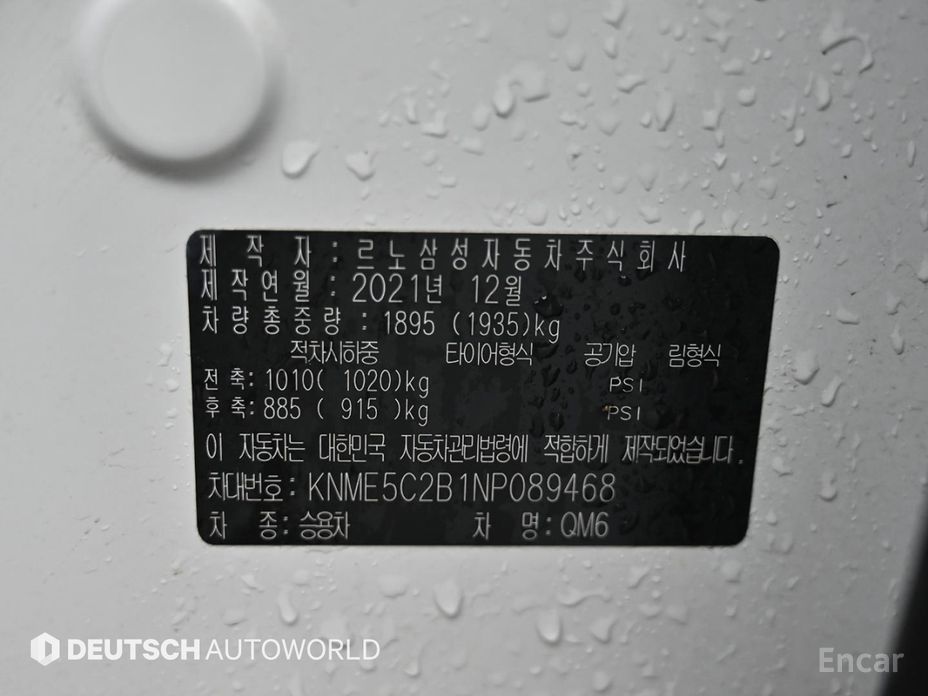 제 작 자 : 르노삼성자동차주식회사
제작연월 : 2021년 12월
차량총중량 : 1895 (1935)kg
적차시하중 타이어형식 공기압 림형식
전축: 1010( 1020)kg PSI
후축: 885 ( 915 )kg PSI
이 자동차는 대한민국 자동차관리법령에 적합하게 제작되었습니다.
차대번호: KNME5C2B1NP089468
차 종: 승용차 차 명: QM6
DEUTSCH AUTOWORLD
Encar